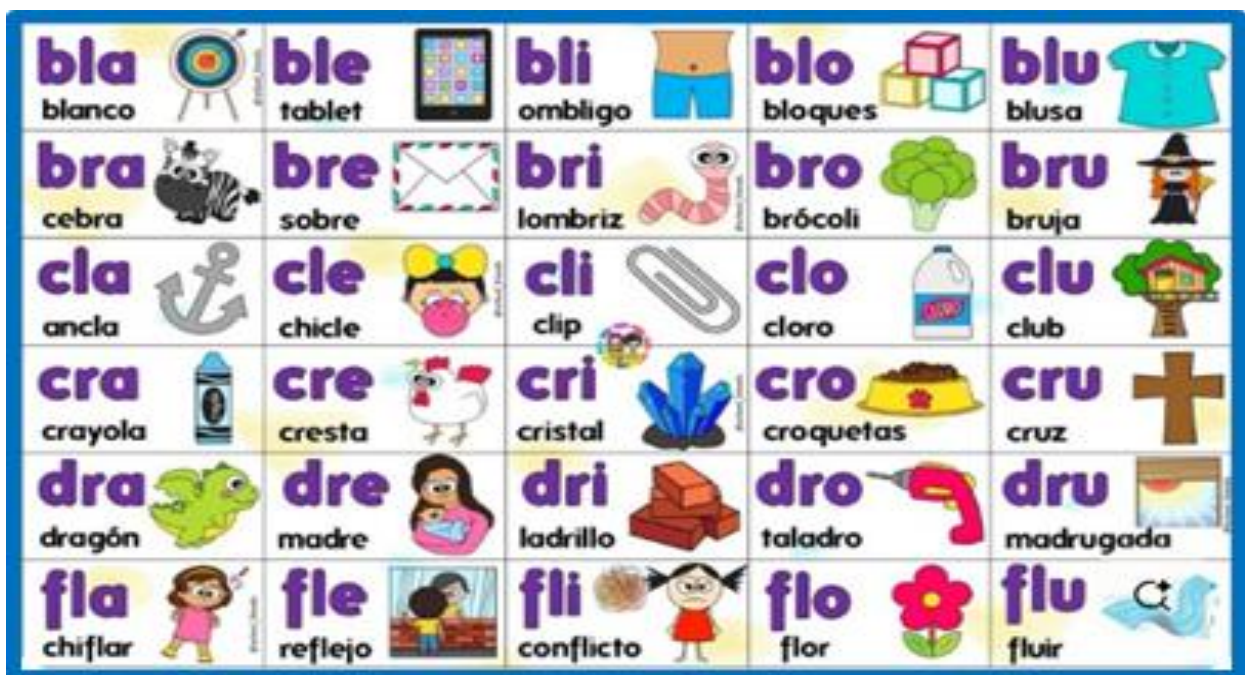 bla
blanco
ble
tablet
bli
ombligo
blo
bloques
blu
blusa
bra
cebra
bre
sobre
bri
lombriz
bro
brócoli
bru
bruja
cla
ancla
cle
chicle
cli
clip
clo
cloro
clu
club
cra
crayola
cre
cresta
cri
cristal
cro
croquetas
cru
cruz
dra
dragón
dre
madre
dri
ladrillo
dro
taladro
dru
madrugada
fla
chiflar
fle
reflejo
fli
conflicto
flo
flor
flu
fluir